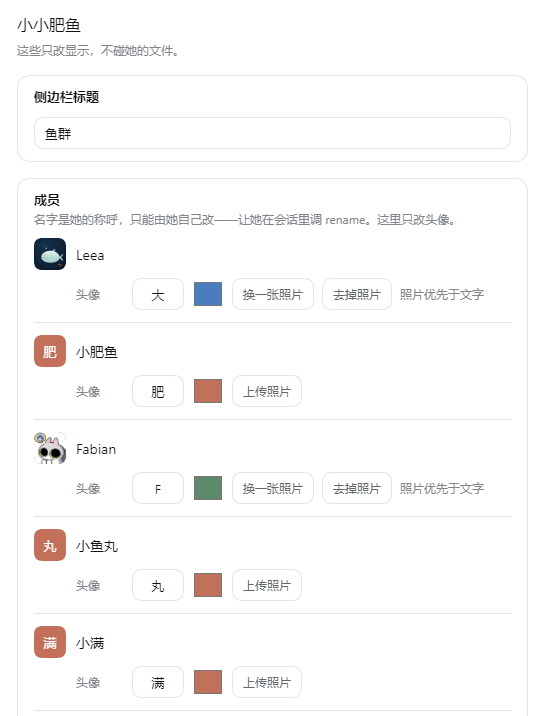 小小肥鱼
这些只改显示，不碰她的文件。
侧边栏标题
鱼群
成员
名字是她的称呼，只能由她自己改——让她在会话里调 rename。这里只改头像。
Leea
头像 大 换一张照片 去掉照片 照片优先于文字
肥 小肥鱼
头像 肥 上传照片
Fabian
头像 F 换一张照片 去掉照片 照片优先于文字
丸 小鱼丸
头像 丸 上传照片
满 小满
头像 满 上传照片